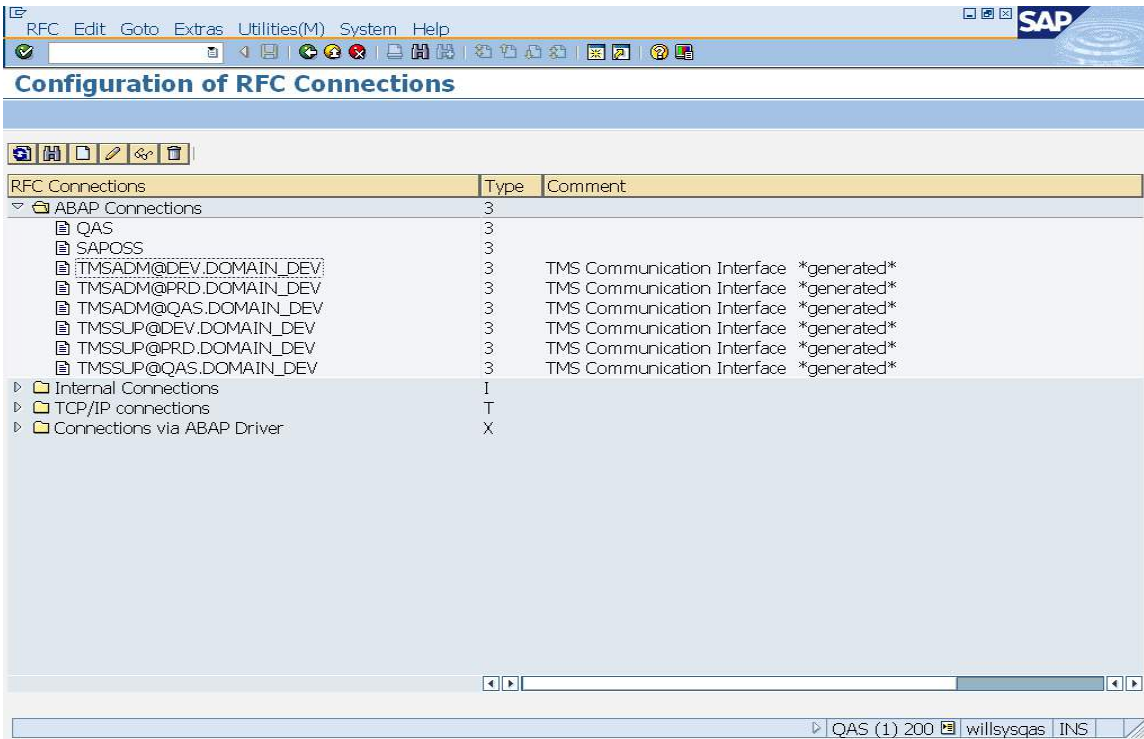 RFC Edit Goto Extras Utilities(M) System Help
SAP
Configuration of RFC Connections
RFC Connections Type Comment
ABAP Connections 3
QAS 3
SAPOSS 3
TMSADM@DEV.DOMAIN_DEV 3 TMS Communication Interface *generated*
TMSADM@PRD.DOMAIN_DEV 3 TMS Communication Interface *generated*
TMSADM@QAS.DOMAIN_DEV 3 TMS Communication Interface *generated*
TMSSUP@DEV.DOMAIN_DEV 3 TMS Communication Interface *generated*
TMSSUP@PRD.DOMAIN_DEV 3 TMS Communication Interface *generated*
TMSSUP@QAS.DOMAIN_DEV 3 TMS Communication Interface *generated*
Internal Connections I
TCP/IP connections T
Connections via ABAP Driver X
QAS (1) 200 willsysqas INS